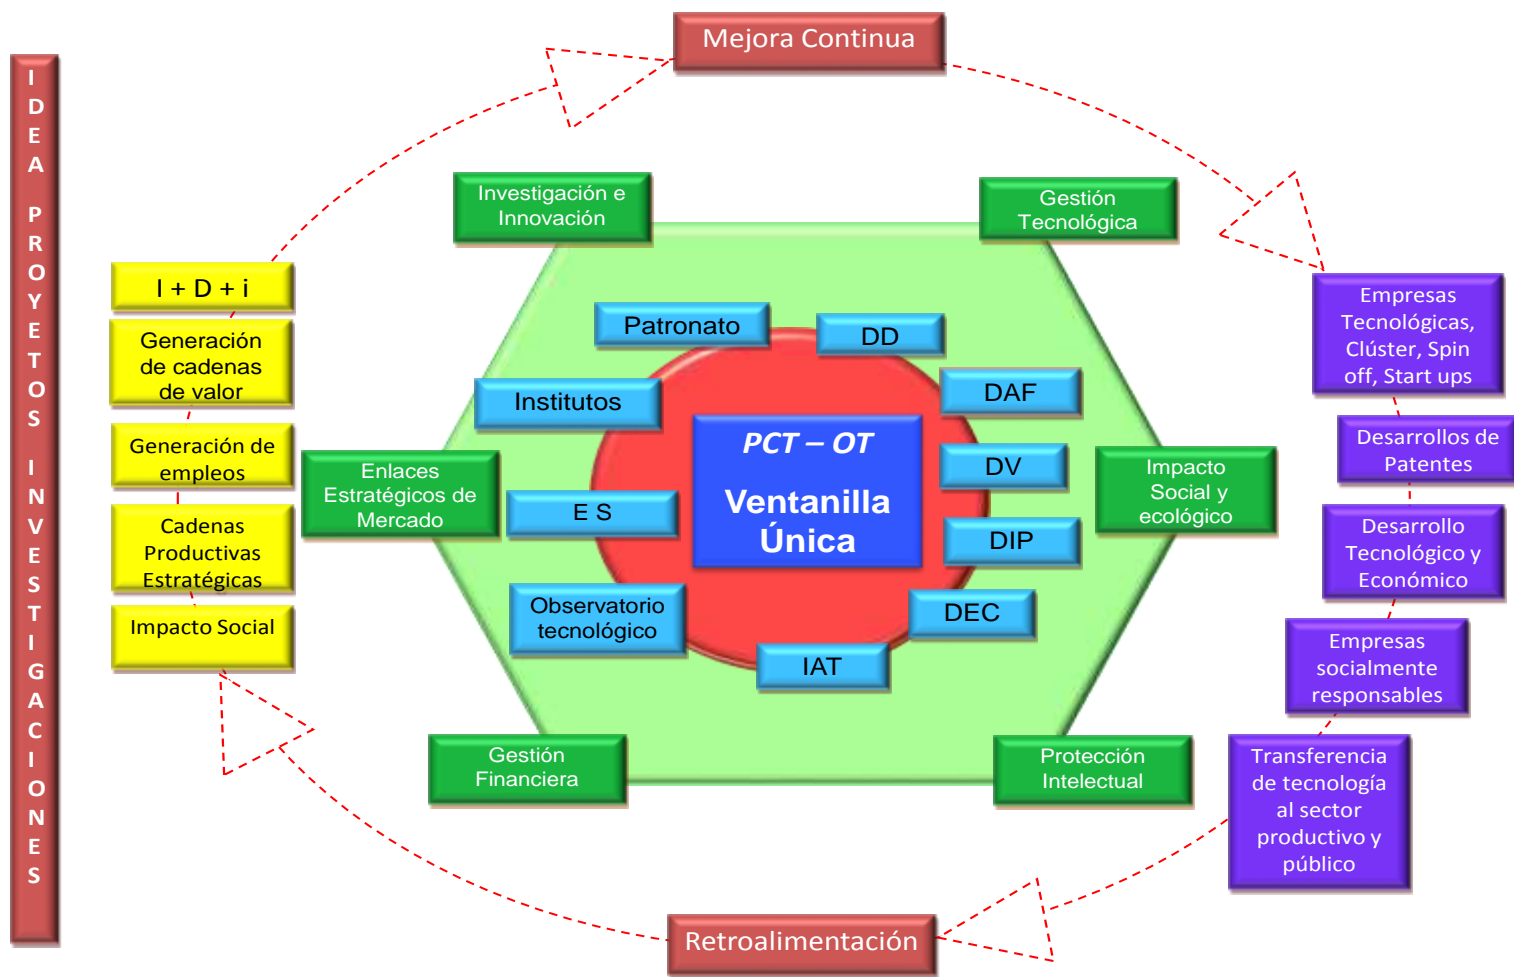 IDEA PROYETOS INVESTIGACIONES
Mejora Continua
Investigación e
Innovación
Gestión
Tecnológica
I + D + i
Generación
de cadenas
de valor
Generación de
empleos
Cadenas
Productivas
Estratégicas
Impacto Social
Enlaces
Estratégicos de
Mercado
Patronato
DD
Institutos
DAF
PCT – OT
Ventanilla
Única
DV
E S
DIP
Observatorio
tecnológico
DEC
IAT
Impacto
Social y
ecológico
Gestión
Financiera
Protección
Intelectual
Empresas
Tecnológicas,
Clúster, Spin
off, Start ups
Desarrollos de
Patentes
Desarrollo
Tecnológico y
Económico
Empresas
socialmente
responsables
Transferencia
de tecnología
al sector
productivo y
público
Retroalimentación